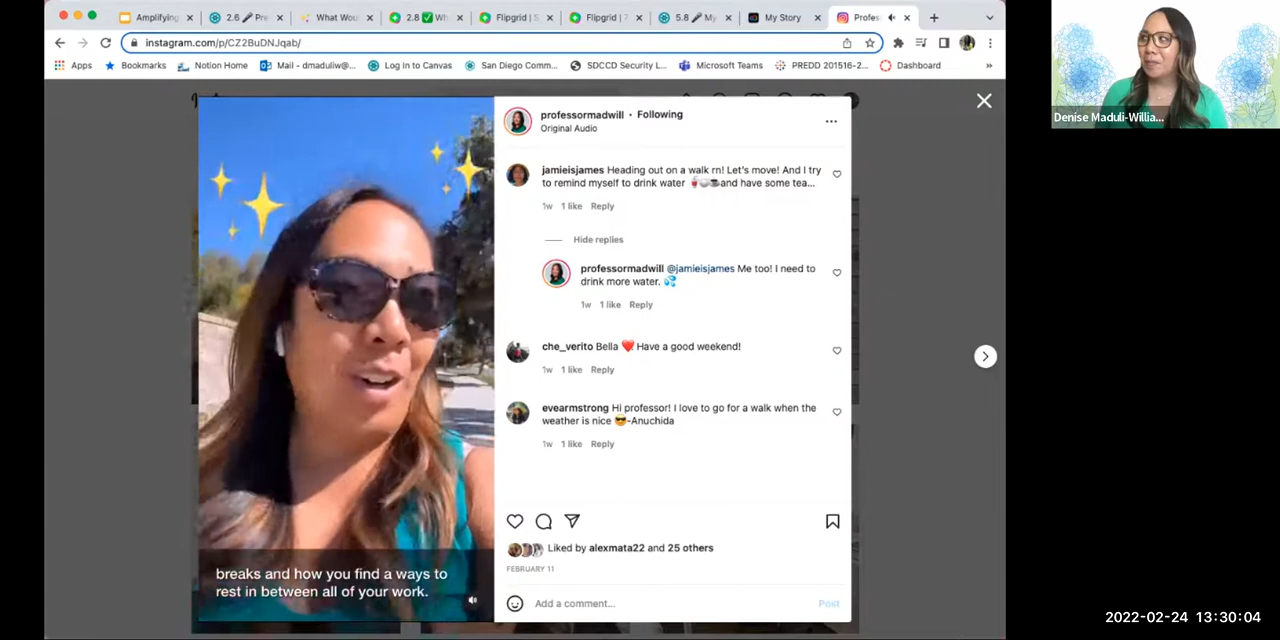 Amplifying
2.6 🎤 Pre
What Wou
2.8 ✅ Wh
Flipgrid | S
Flipgrid | 7
5.8 🎤 My
My Story
Profes
instagram.com/p/CZ2BuDNJqab/
Apps
Bookmarks
Notion Home
Mail - dmaduliw@...
Log In to Canvas
San Diego Comm...
SDCCD Security L...
Microsoft Teams
PREDD 201516-2...
Dashboard
»
Denise Maduli-Willia...
professormadwill • Following
Original Audio
jamieisjames Heading out on a walk rn! Let's move! And I try
to remind myself to drink water 🧋🍚☕and have some tea...
1w 1 like Reply
Hide replies
professormadwill @jamieisjames Me too! I need to
drink more water. 💦
1w 1 like Reply
che_verito Bella ❤️ Have a good weekend!
1w 1 like Reply
evearmstrong Hi professor! I love to go for a walk when the
weather is nice 😎-Anuchida
1w 1 like Reply
breaks and how you find a ways to
rest in between all of your work.
Liked by alexmata22 and 25 others
FEBRUARY 11
Add a comment...
Post
2022-02-24 13:30:04